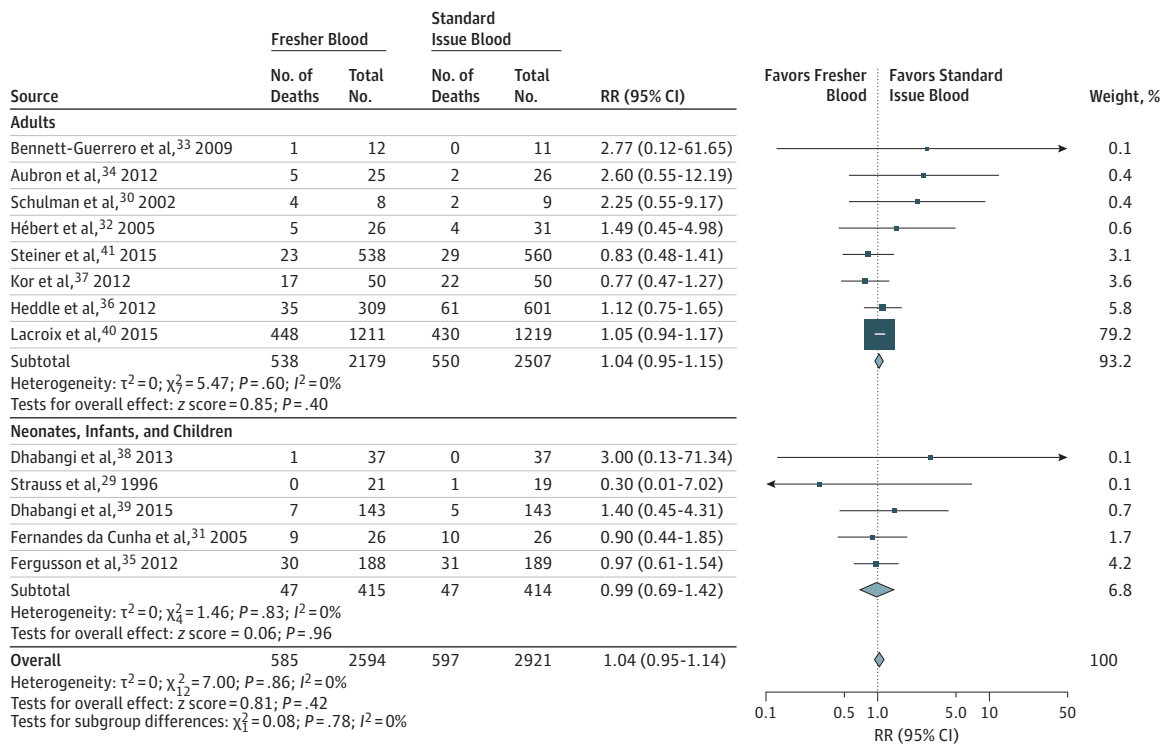 Fresher Blood Standard Issue Blood
Source No. of Deaths Total No. No. of Deaths Total No. RR (95% CI) Favors Fresher Blood Favors Standard Issue Blood Weight, %
Adults
Bennett-Guerrero et al,33 2009 1 12 0 11 2.77 (0.12-61.65) 0.1
Aubron et al,34 2012 5 25 2 26 2.60 (0.55-12.19) 0.4
Schulman et al,30 2002 4 8 2 9 2.25 (0.55-9.17) 0.4
Hébert et al,32 2005 5 26 4 31 1.49 (0.45-4.98) 0.6
Steiner et al,41 2015 23 538 29 560 0.83 (0.48-1.41) 3.1
Kor et al,37 2012 17 50 22 50 0.77 (0.47-1.27) 3.6
Heddle et al,36 2012 35 309 61 601 1.12 (0.75-1.65) 5.8
Lacroix et al,40 2015 448 1211 430 1219 1.05 (0.94-1.17) 79.2
Subtotal 538 2179 550 2507 1.04 (0.95-1.15) 93.2
Heterogeneity: τ2=0; χ27=5.47; P=.60; I2=0%
Tests for overall effect: z score=0.85; P=.40
Neonates, Infants, and Children
Dhabangi et al,38 2013 1 37 0 37 3.00 (0.13-71.34) 0.1
Strauss et al,29 1996 0 21 1 19 0.30 (0.01-7.02) 0.1
Dhabangi et al,39 2015 7 143 5 143 1.40 (0.45-4.31) 0.7
Fernandes da Cunha et al,31 2005 9 26 10 26 0.90 (0.44-1.85) 1.7
Fergusson et al,35 2012 30 188 31 189 0.97 (0.61-1.54) 4.2
Subtotal 47 415 47 414 0.99 (0.69-1.42) 6.8
Heterogeneity: τ2=0; χ24=1.46; P=.83; I2=0%
Tests for overall effect: z score = 0.06; P=.96
Overall 585 2594 597 2921 1.04 (0.95-1.14) 100
Heterogeneity: τ2=0; χ212=7.00; P=.86; I2=0%
Tests for overall effect: z score=0.81; P=.42
Tests for subgroup differences: χ21=0.08; P=.78; I2=0%
0.1 0.5 1.0 5.0 10 50
RR (95% CI)